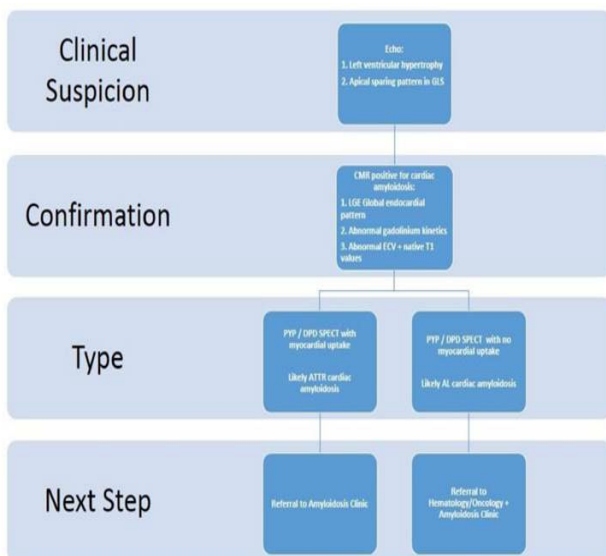 Clinical
Suspicion
Echo:
1. Left ventricular hypertrophy
2. Apical sparing pattern in GLS
Confirmation
CMR positive for cardiac
amyloidosis:
1. LGE Global endocardial
pattern
2. Abnormal gadolinium kinetics
3. Abnormal ECV + native T1
values
Type
PYP / DPD SPECT with
myocardial uptake
Likely ATTR cardiac
amyloidosis
PYP / DPD SPECT with no
myocardial uptake
Likely AL cardiac amyloidosis
Next Step
Referral to Amyloidosis Clinic
Referral to
Hematology/Oncology +
Amyloidosis Clinic